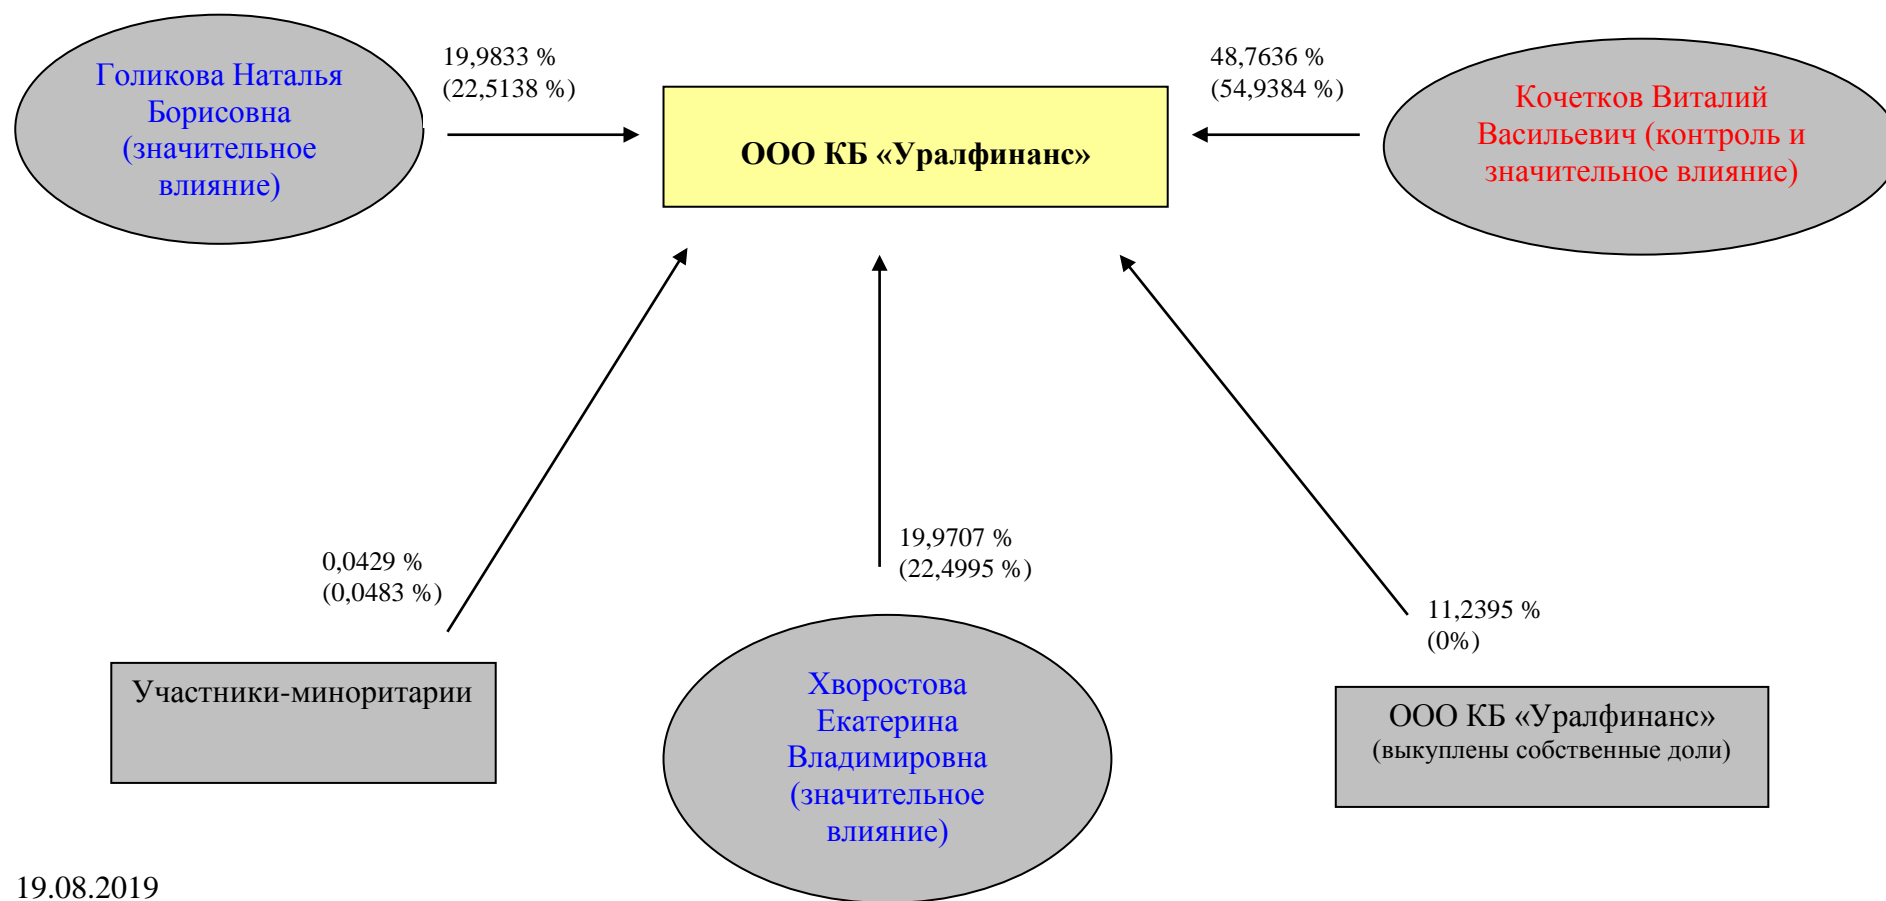 Голикова Наталья
Борисовна
(значительное
влияние)
19,9833 %
(22,5138 %)
ООО КБ «Уралфинанс»
48,7636 %
(54,9384 %)
Кочетков Виталий
Васильевич (контроль и
значительное влияние)
0,0429 %
(0,0483 %)
19,9707 %
(22,4995 %)
11,2395 %
(0%)
Участники-миноритарии
Хворостова
Екатерина
Владимировна
(значительное
влияние)
ООО КБ «Уралфинанс»
(выкуплены собственные доли)
19.08.2019